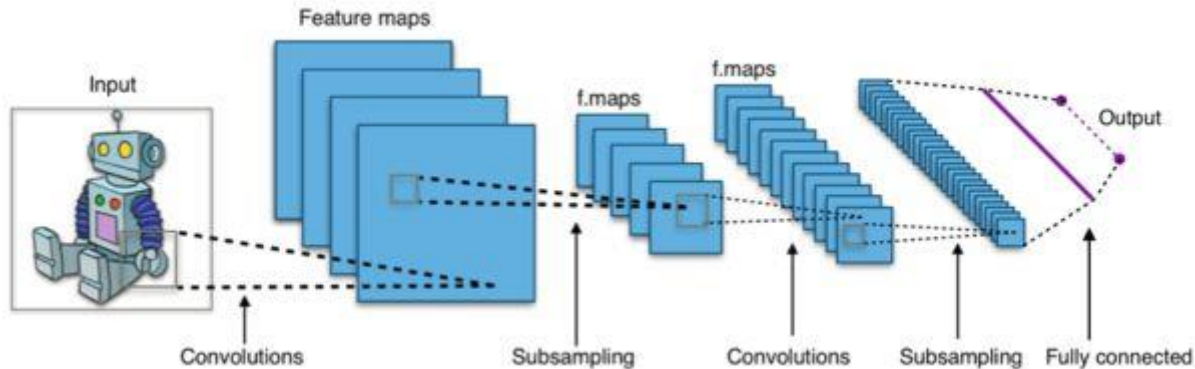 Feature maps
Input
f.maps
f.maps
Output
Convolutions
Subsampling
Convolutions
Subsampling
Fully connected